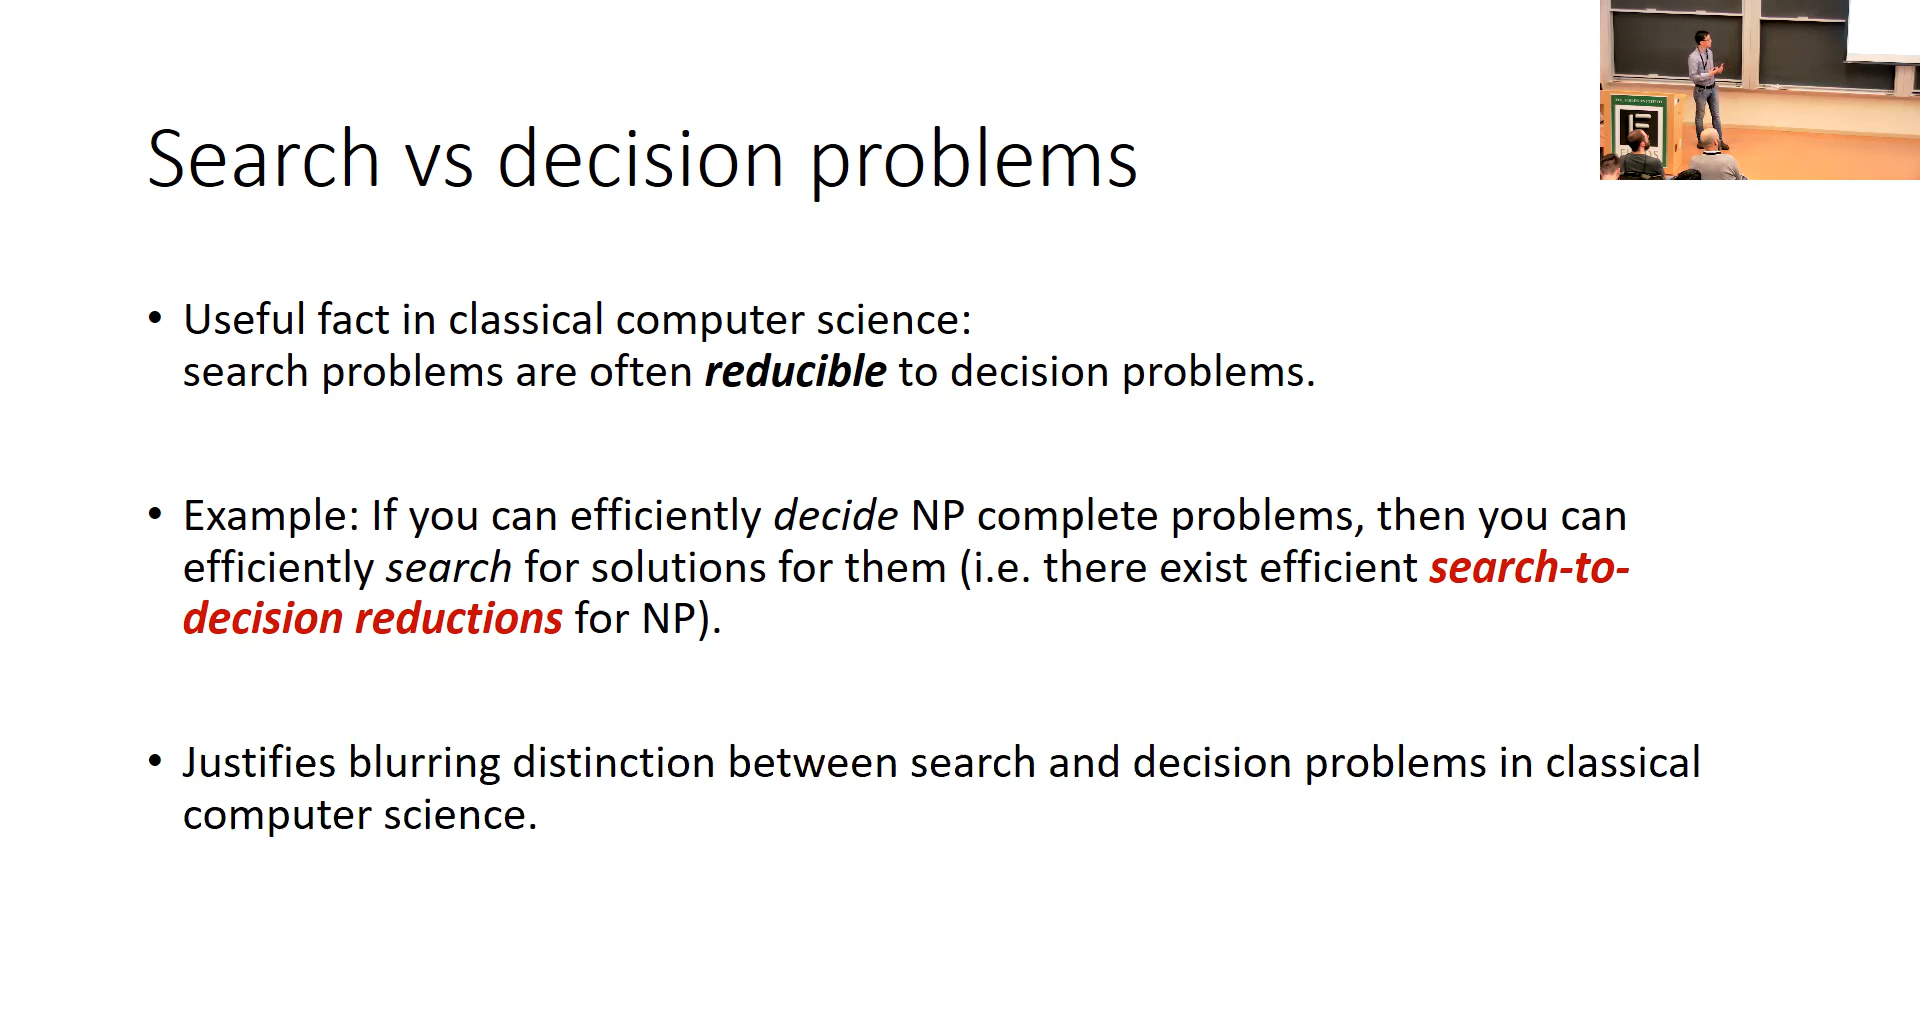 Search vs decision problems
• Useful fact in classical computer science:
search problems are often reducible to decision problems.
• Example: If you can efficiently decide NP complete problems, then you can
efficiently search for solutions for them (i.e. there exist efficient search-to-
decision reductions for NP).
• Justifies blurring distinction between search and decision problems in classical
computer science.